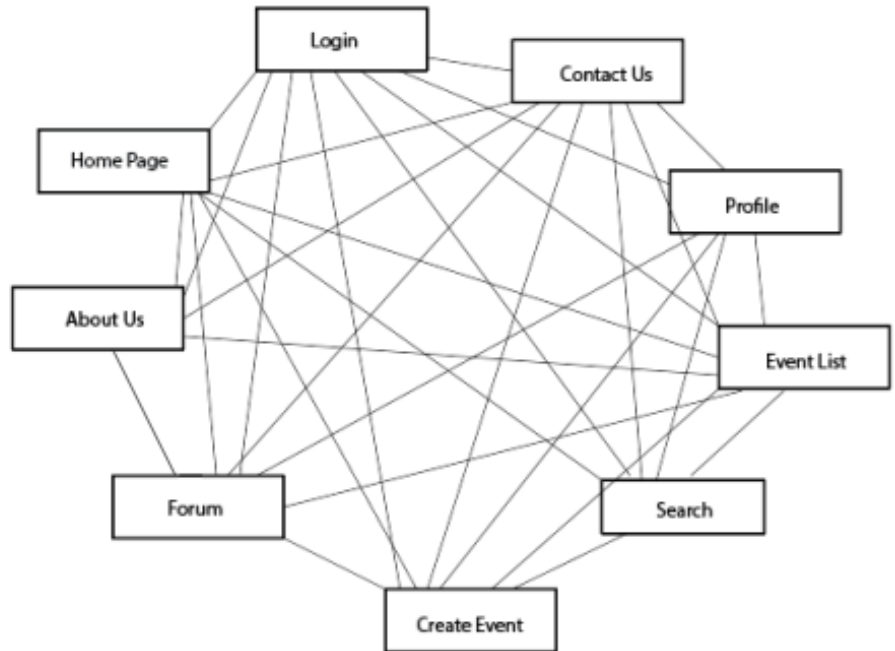 Login
Contact Us
Home Page
Profile
About Us
Event List
Forum
Search
Create Event